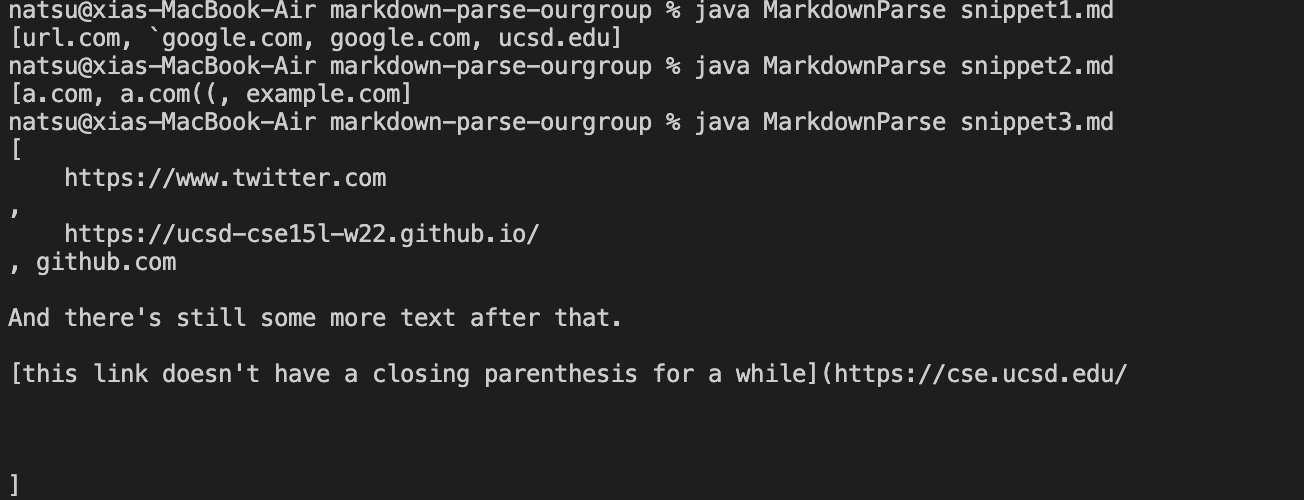 natsu@xias-MacBook-Air markdown-parse-ourgroup % java MarkdownParse snippet1.md
[url.com, `google.com, google.com, ucsd.edu]
natsu@xias-MacBook-Air markdown-parse-ourgroup % java MarkdownParse snippet2.md
[a.com, a.com((, example.com]
natsu@xias-MacBook-Air markdown-parse-ourgroup % java MarkdownParse snippet3.md
[
    https://www.twitter.com
,
    https://ucsd-cse15l-w22.github.io/
, github.com

And there's still some more text after that.

[this link doesn't have a closing parenthesis for a while](https://cse.ucsd.edu/



]